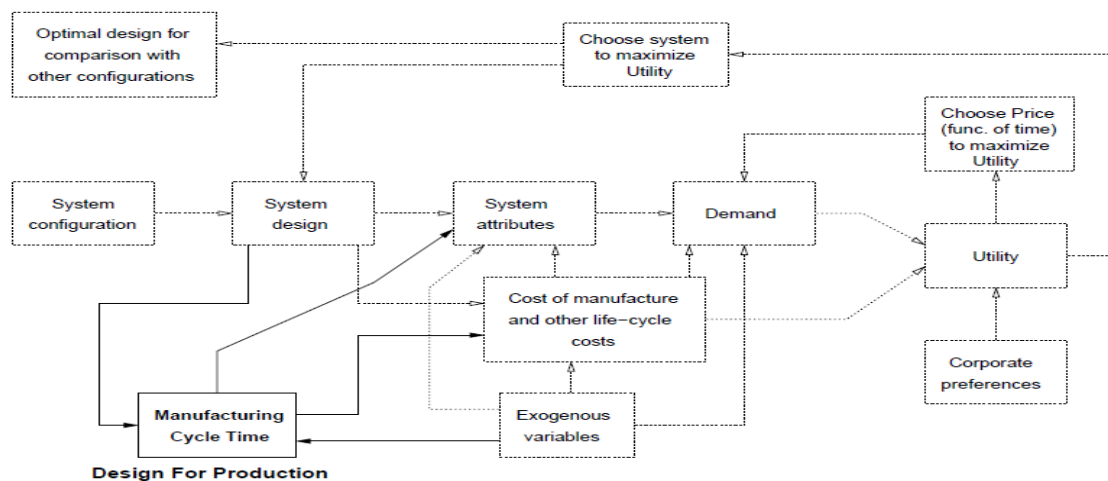 Optimal design for
comparison with
other configurations
Choose system
to maximize
Utility
Choose Price
(func. of time)
to maximize
Utility
System
configuration
System
design
System
attributes
Demand
Utility
Cost of manufacture
and other life−cycle
costs
Corporate
preferences
Manufacturing
Cycle Time
Exogenous
variables
Design For Production